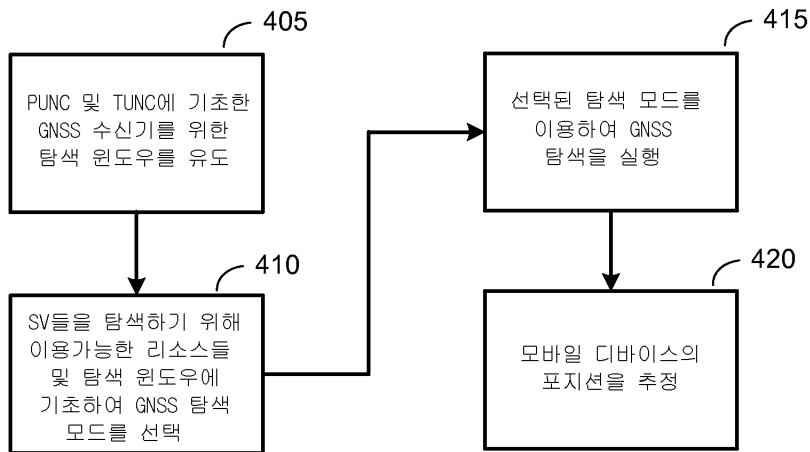 405
PUNC 및 TUNC에 기초한
GNSS 수신기를 위한
탐색 윈도우를 유도
410
SV들을 탐색하기 위해
이용가능한 리소스들
및 탐색 윈도우에
기초하여 GNSS 탐색
모드를 선택
415
선택된 탐색 모드를
이용하여 GNSS
탐색을 실행
420
모바일 디바이스의
포지션을 추정